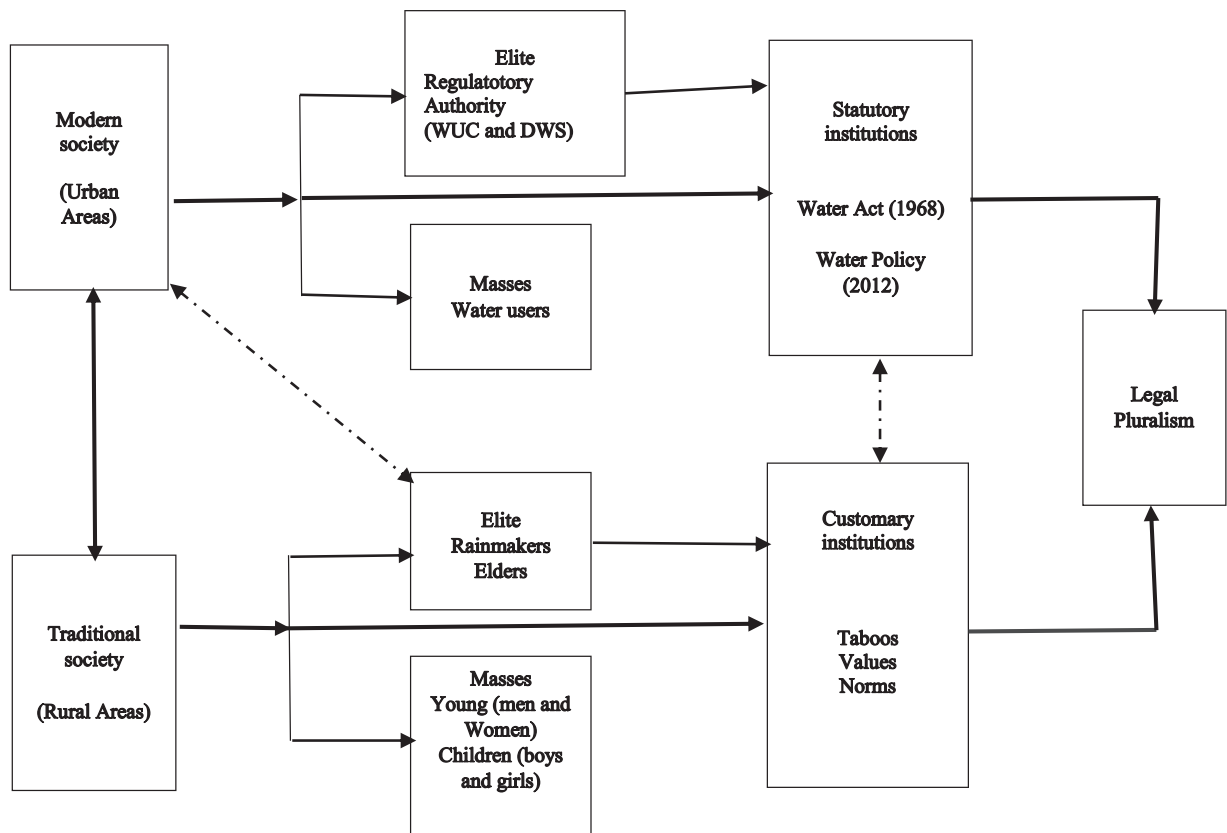 Modern
society
(Urban
Areas)
Elite
Regulatotory
Authority
(WUC and DWS)
Masses
Water users
Statutory
institutions
Water Act (1968)
Water Policy
(2012)
Legal
Pluralism
Traditional
society
(Rural Areas)
Elite
Rainmakers
Elders
Masses
Young (men and
Women)
Children (boys
and girls)
Customary
institutions
Taboos
Values
Norms